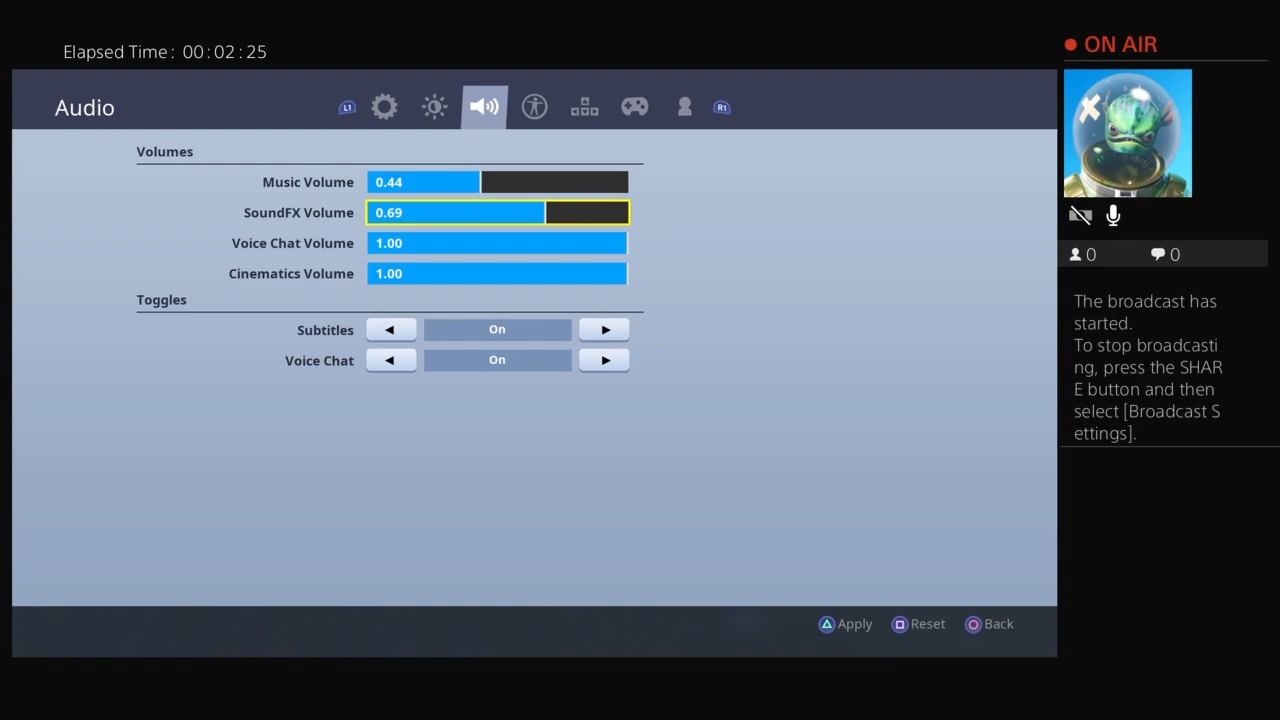 Elapsed Time: 00:02:25
ON AIR
Audio
L1
R1
Volumes
Music Volume 0.44
SoundFX Volume 0.69
Voice Chat Volume 1.00
Cinematics Volume 1.00
Toggles
Subtitles On
Voice Chat On
0 0
The broadcast has
started.
To stop broadcasti
ng, press the SHAR
E button and then
select [Broadcast S
ettings].
Apply Reset Back